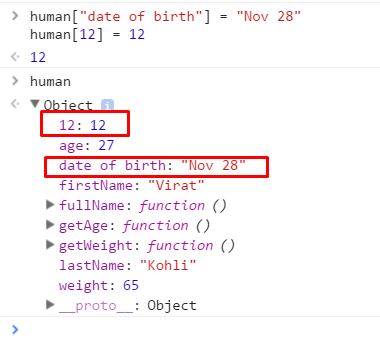 > human["date of birth"] = "Nov 28"
human[12] = 12
< 12
> human
< ▼ Object i
12: 12
age: 27
date of birth: "Nov 28"
firstName: "Virat"
▶ fullName: function ()
▶ getAge: function ()
▶ getWeight: function ()
lastName: "Kohli"
weight: 65
▶ __proto__: Object
>